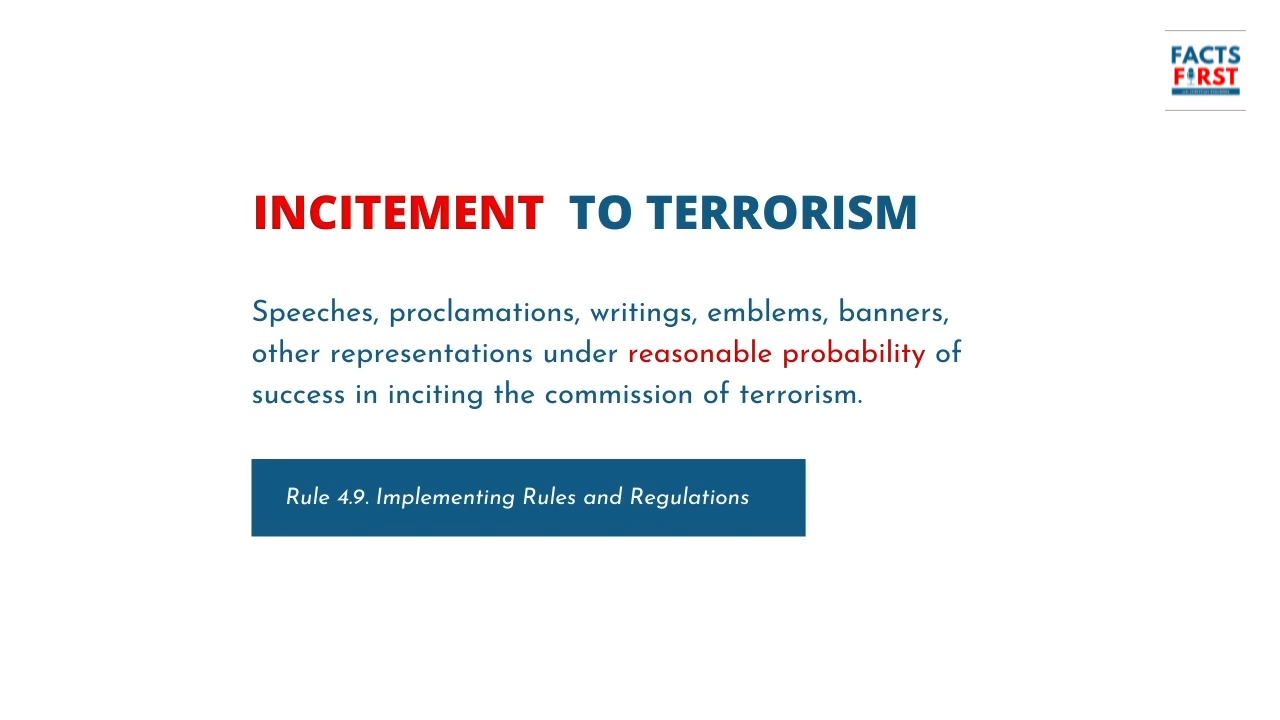 FACTS
FIRST
INCITEMENT TO TERRORISM
Speeches, proclamations, writings, emblems, banners,
other representations under reasonable probability of
success in inciting the commission of terrorism.
Rule 4.9. Implementing Rules and Regulations